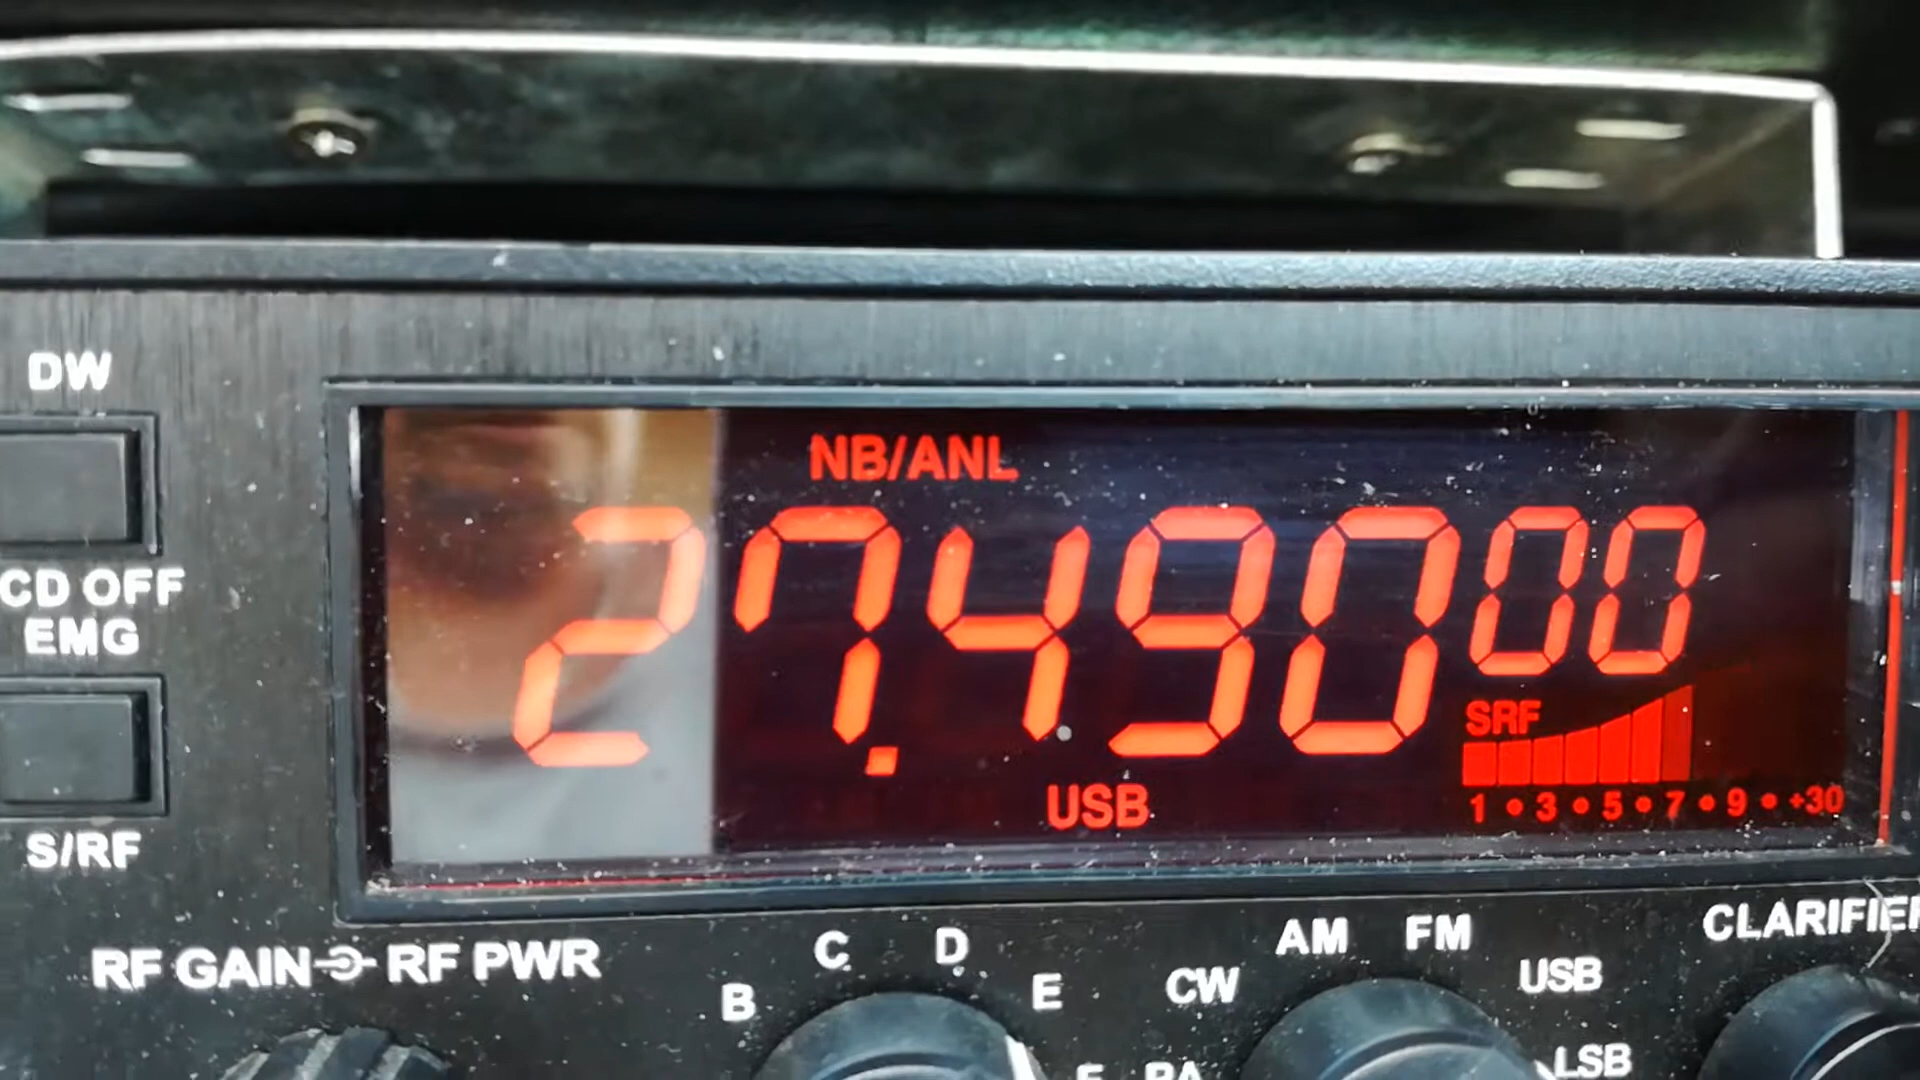 DW
CD OFF
EMG
S/RF
NB/ANL
27.49000
SRF
1 • 3 • 5 • 7 • 9 • +30
USB
RF GAIN RF PWR
B C D E F
PA CW AM FM USB LSB
CLARIFIER